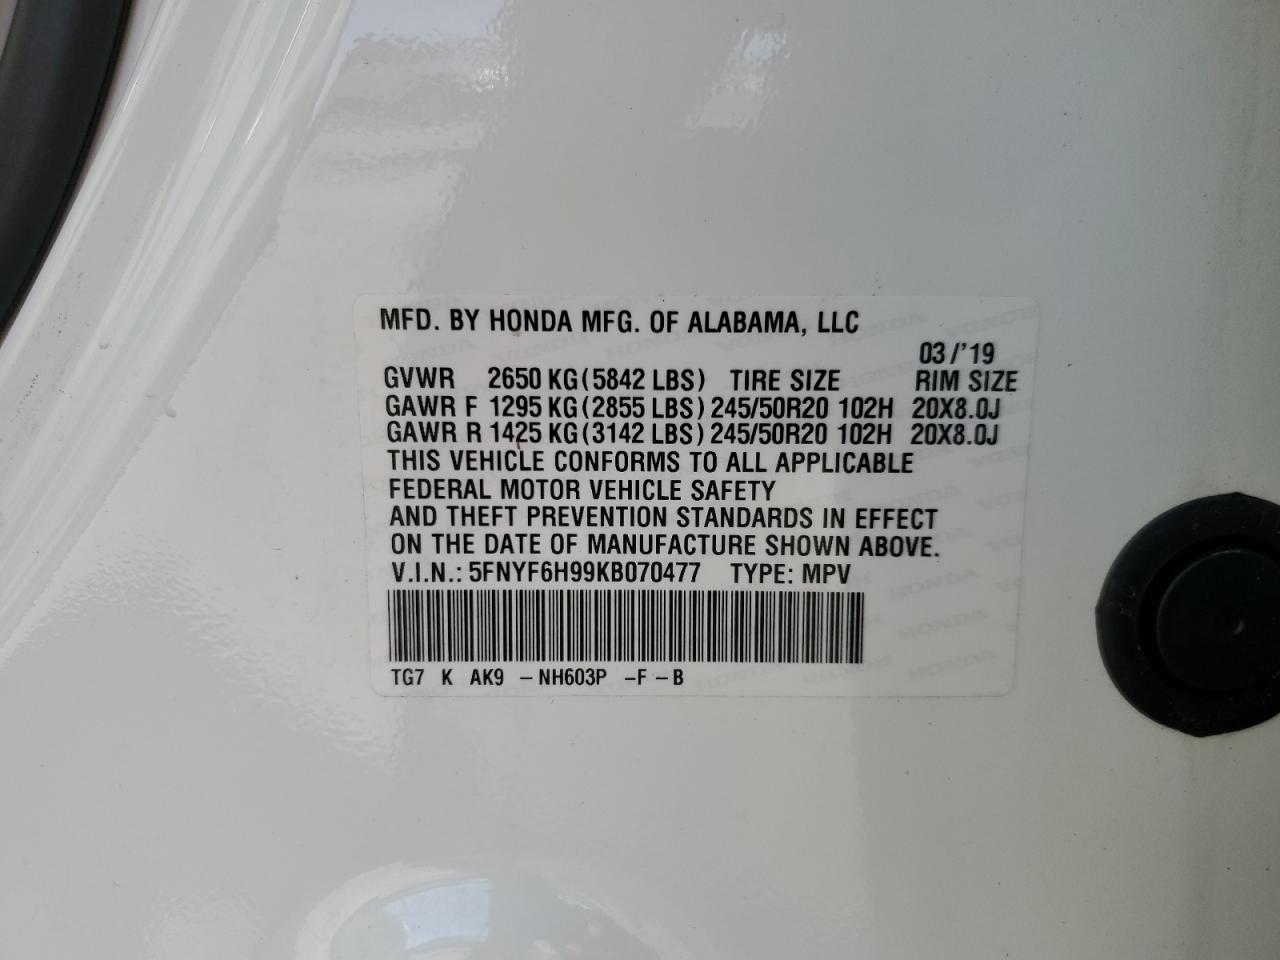 MFD. BY HONDA MFG. OF ALABAMA, LLC
03/'19
GVWR 2650 KG(5842 LBS) TIRE SIZE RIM SIZE
GAWR F 1295 KG(2855 LBS) 245/50R20 102H 20X8.0J
GAWR R 1425 KG(3142 LBS) 245/50R20 102H 20X8.0J
THIS VEHICLE CONFORMS TO ALL APPLICABLE
FEDERAL MOTOR VEHICLE SAFETY
AND THEFT PREVENTION STANDARDS IN EFFECT
ON THE DATE OF MANUFACTURE SHOWN ABOVE.
V.I.N.: 5FNYF6H99KB070477 TYPE: MPV
TG7 K AK9 -NH603P -F-B